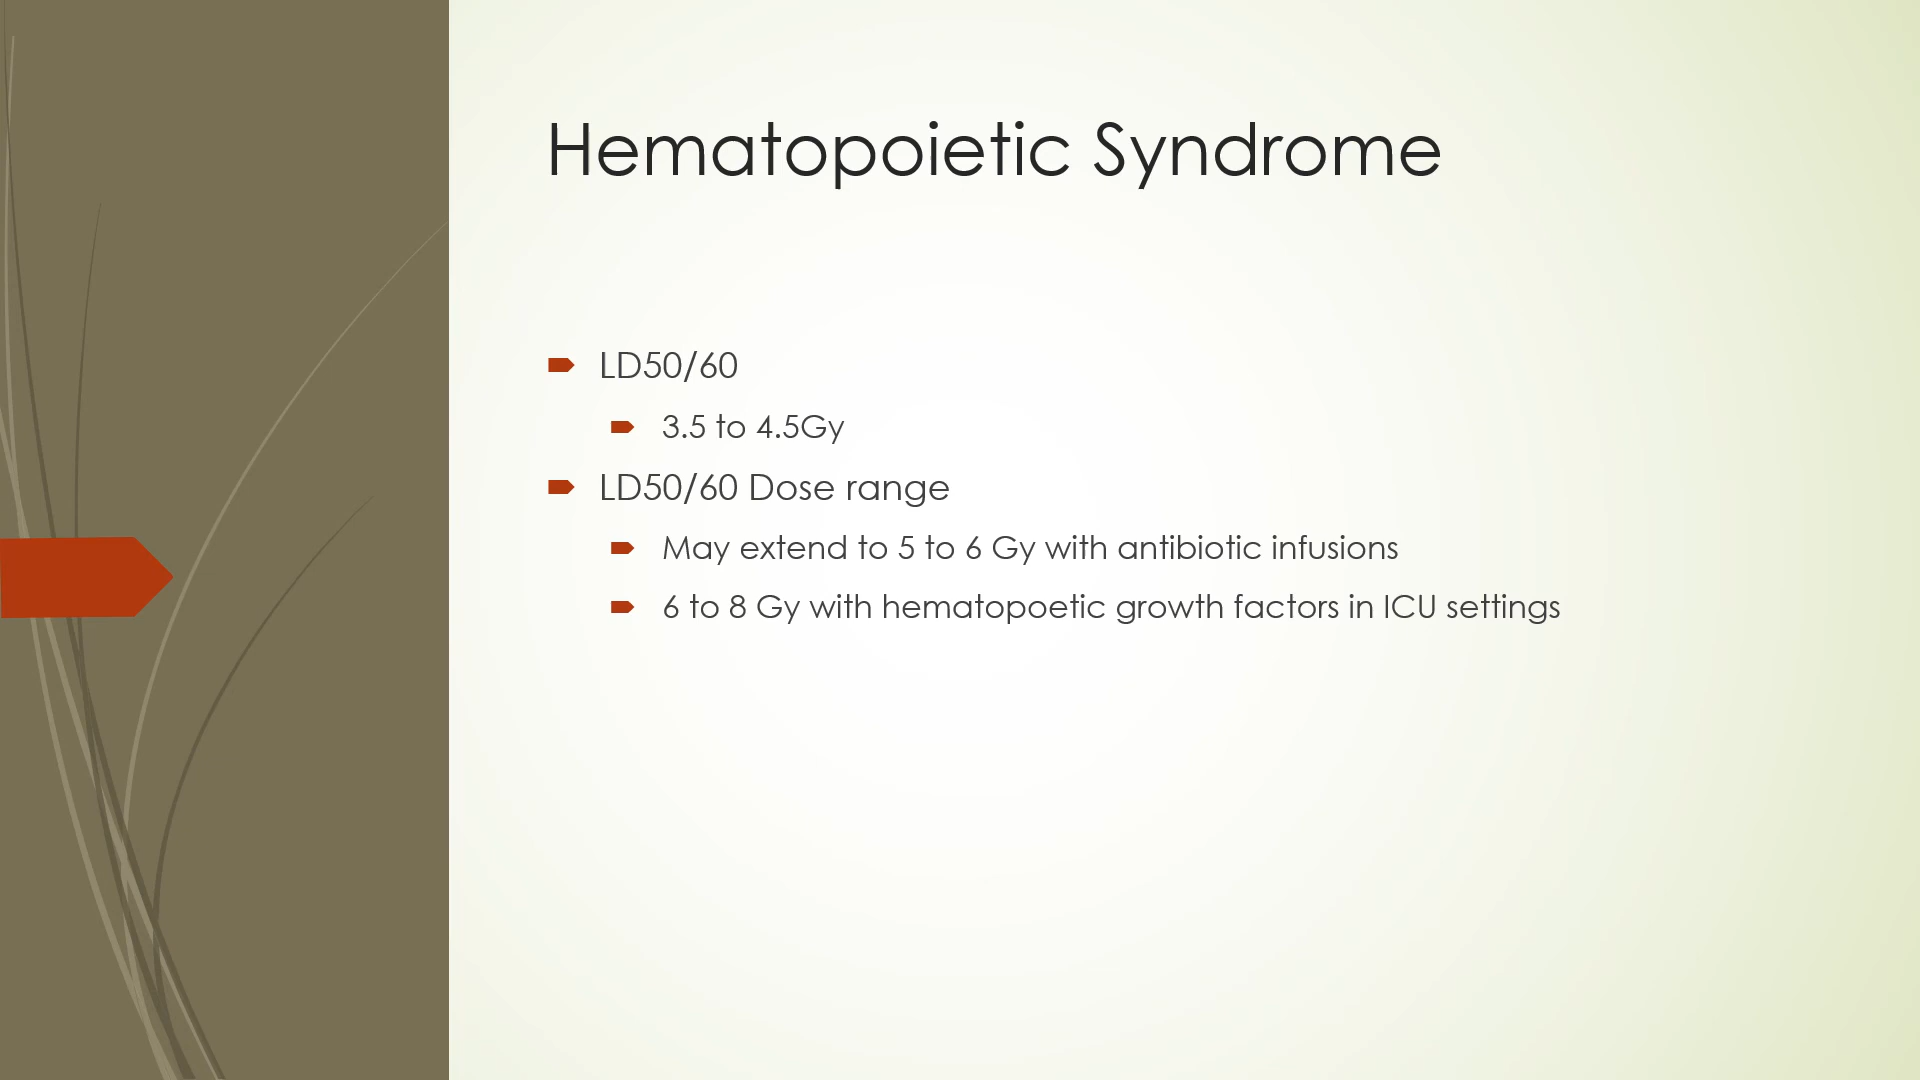 Hematopoietic Syndrome
LD50/60
3.5 to 4.5Gy
LD50/60 Dose range
May extend to 5 to 6 Gy with antibiotic infusions
6 to 8 Gy with hematopoetic growth factors in ICU settings